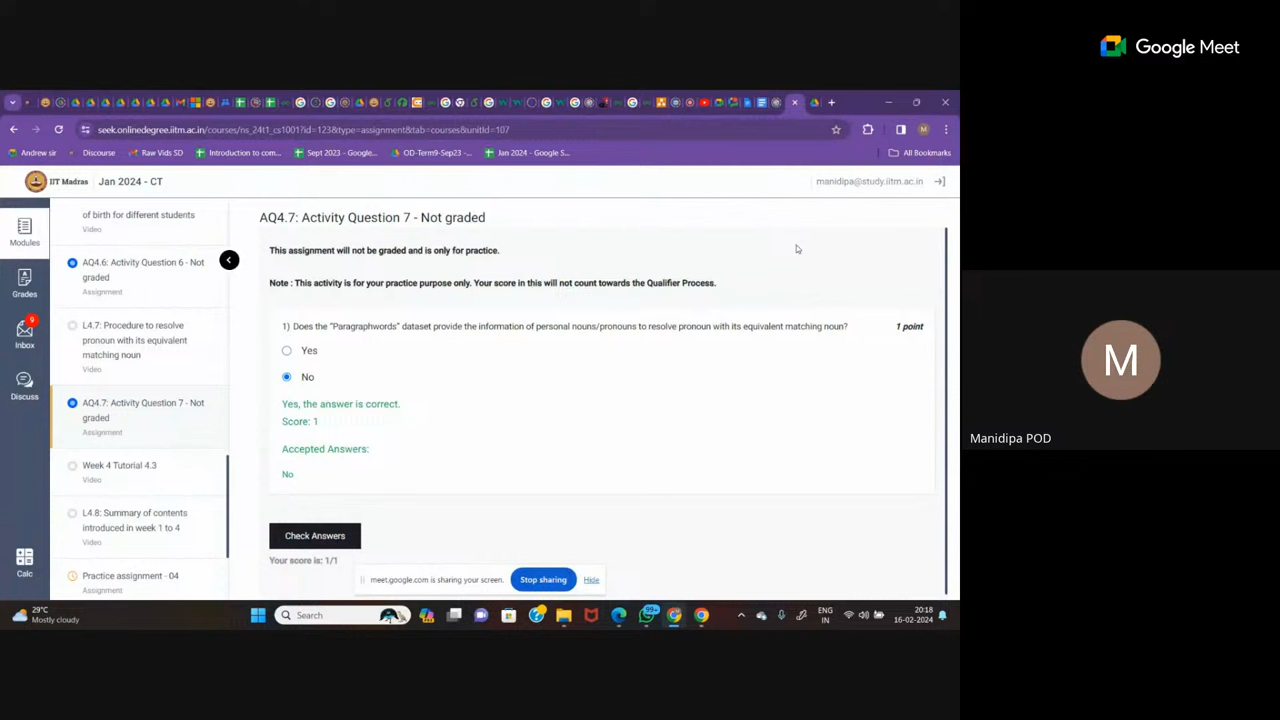 Google Meet
seek.onlinedegree.iitm.ac.in/courses/ns_24t1_cs1001?id=123&type=assignment&tab=courses&unitId=107
Andrew sir
Discourse
Raw Vids SD
Introduction to com...
Sept 2023 - Google...
OD-Term9-Sep23 -...
Jan 2024 - Google S...
All Bookmarks
IIT Madras
Jan 2024 - CT
manidipa@study.iitm.ac.in
Modules
Grades
9
Inbox
Discuss
Calc
of birth for different students
Video
AQ4.6: Activity Question 6 - Not
graded
Assignment
L4.7: Procedure to resolve
pronoun with its equivalent
matching noun
Video
AQ4.7: Activity Question 7 - Not
graded
Assignment
Week 4 Tutorial 4.3
Video
L4.8: Summary of contents
introduced in week 1 to 4
Video
Practice assignment - 04
Assignment
AQ4.7: Activity Question 7 - Not graded
This assignment will not be graded and is only for practice.
Note : This activity is for your practice purpose only. Your score in this will not count towards the Qualifier Process.
1) Does the "Paragraphwords" dataset provide the information of personal nouns/pronouns to resolve pronoun with its equivalent matching noun?
1 point
Yes
No
Yes, the answer is correct.
Score: 1
Accepted Answers:
No
Check Answers
Your score is: 1/1
meet.google.com is sharing your screen.
Stop sharing
Hide
M
Manidipa POD
29°C
Mostly cloudy
Search
99+
ENG
IN
20:18
16-02-2024